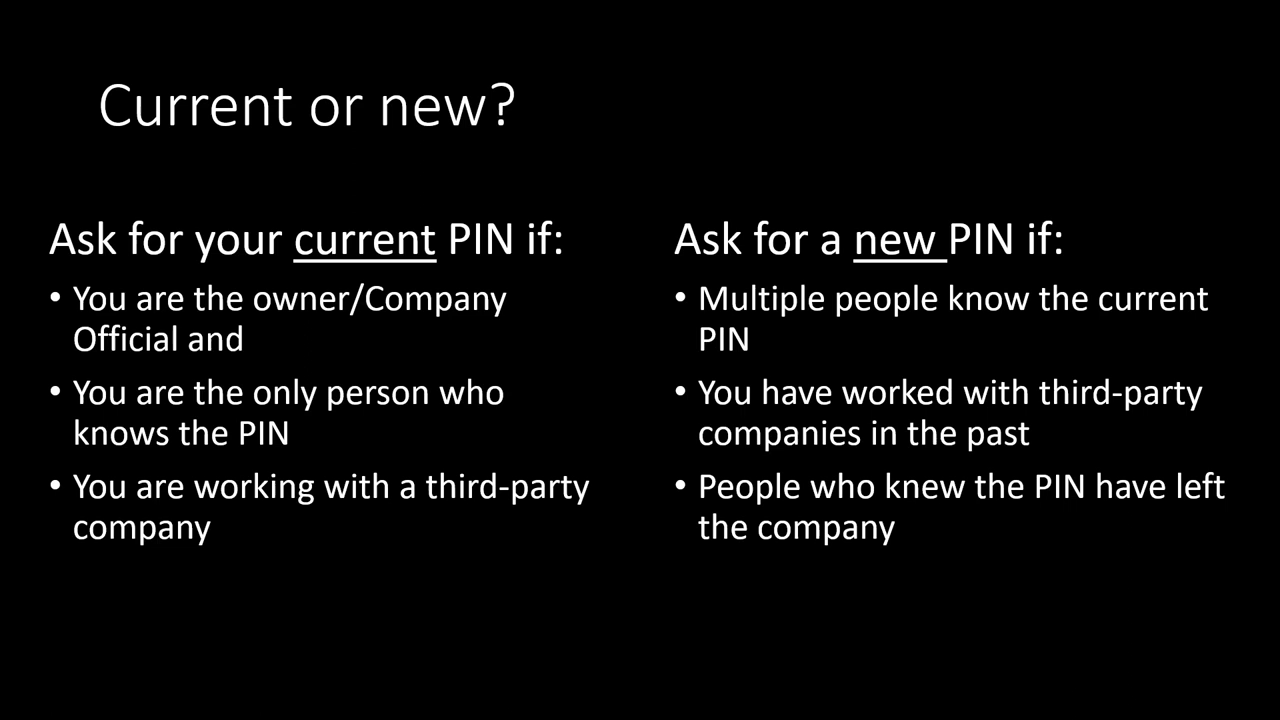 Current or new?
Ask for your current PIN if:
• You are the owner/Company
Official and
• You are the only person who
knows the PIN
• You are working with a third-party
company
Ask for a new PIN if:
• Multiple people know the current
PIN
• You have worked with third-party
companies in the past
• People who knew the PIN have left
the company